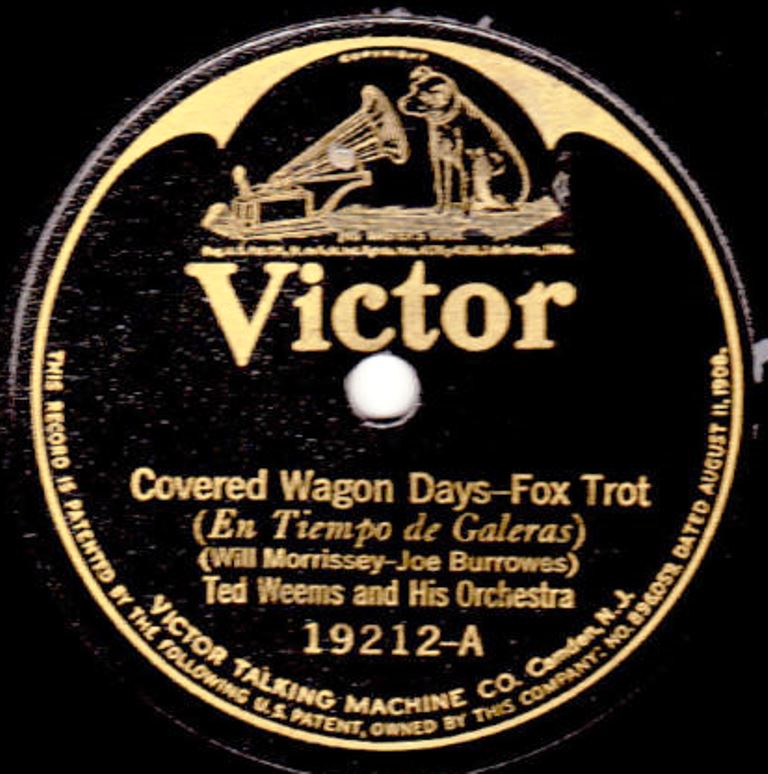 COPYRIGHT
Victor
Covered Wagon Days-Fox Trot
(En Tiempo de Galeras)
(Will Morrissey-Joe Burrowes)
Ted Weems and His Orchestra
19212-A
VICTOR TALKING MACHINE CO. Camden, N.J.
THIS RECORD IS PATENTED BY THE FOLLOWING U.S. PATENT, OWNED BY THIS COMPANY: NO. 896059, DATED AUGUST 11, 1908.